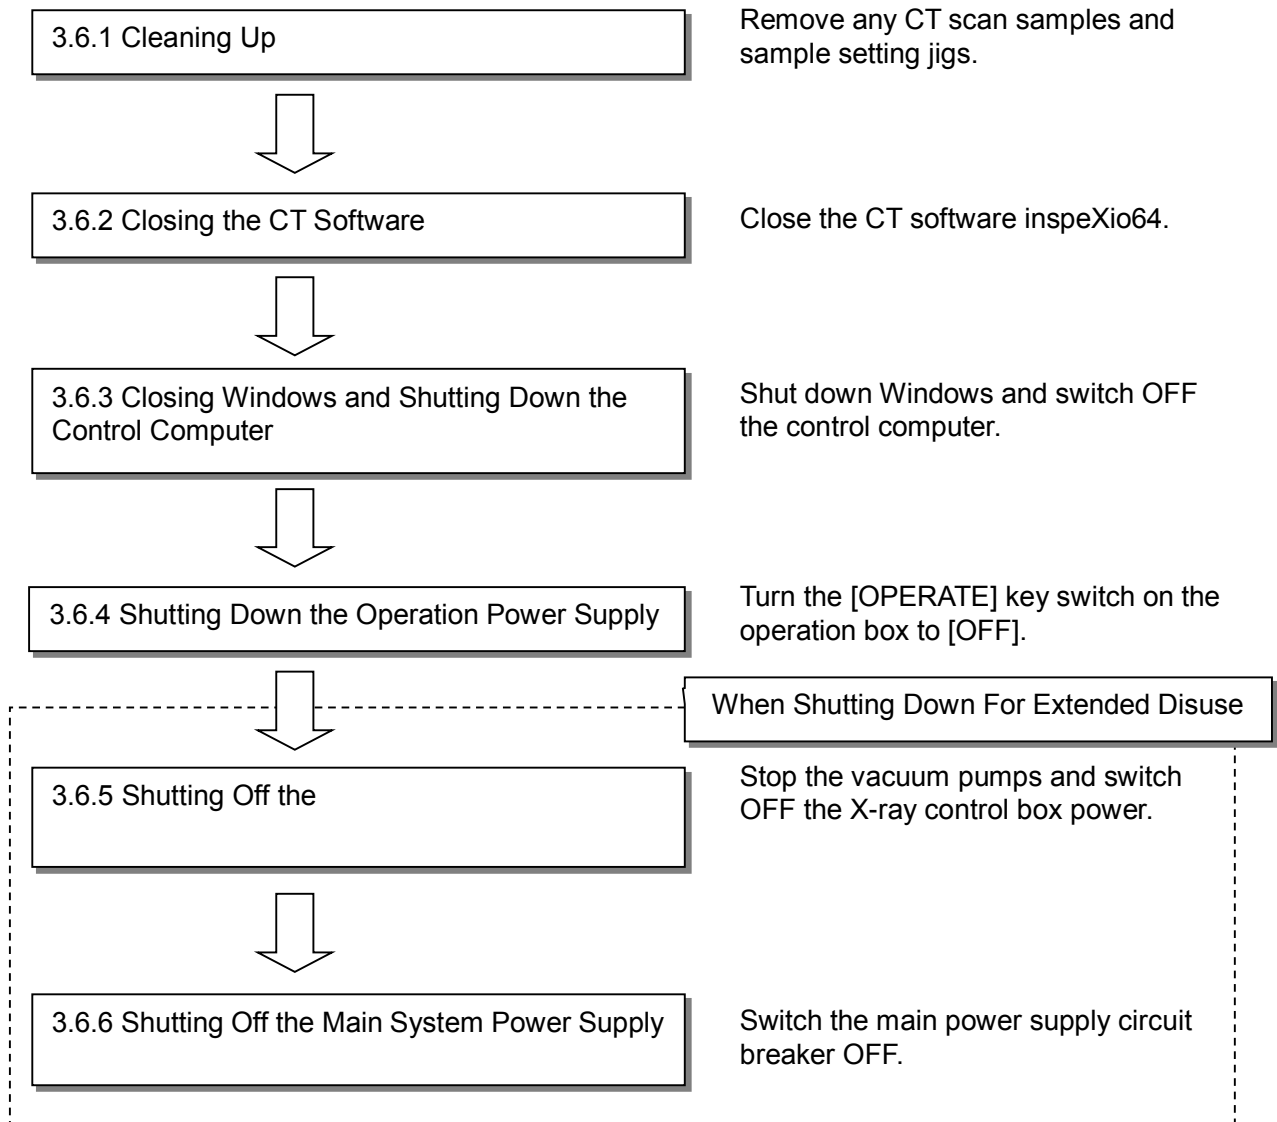 3.6.1 Cleaning Up
Remove any CT scan samples and
sample setting jigs.
3.6.2 Closing the CT Software
Close the CT software inspeXio64.
3.6.3 Closing Windows and Shutting Down the
Control Computer
Shut down Windows and switch OFF
the control computer.
3.6.4 Shutting Down the Operation Power Supply
Turn the [OPERATE] key switch on the
operation box to [OFF].
When Shutting Down For Extended Disuse
3.6.5 Shutting Off the
Stop the vacuum pumps and switch
OFF the X-ray control box power.
3.6.6 Shutting Off the Main System Power Supply
Switch the main power supply circuit
breaker OFF.